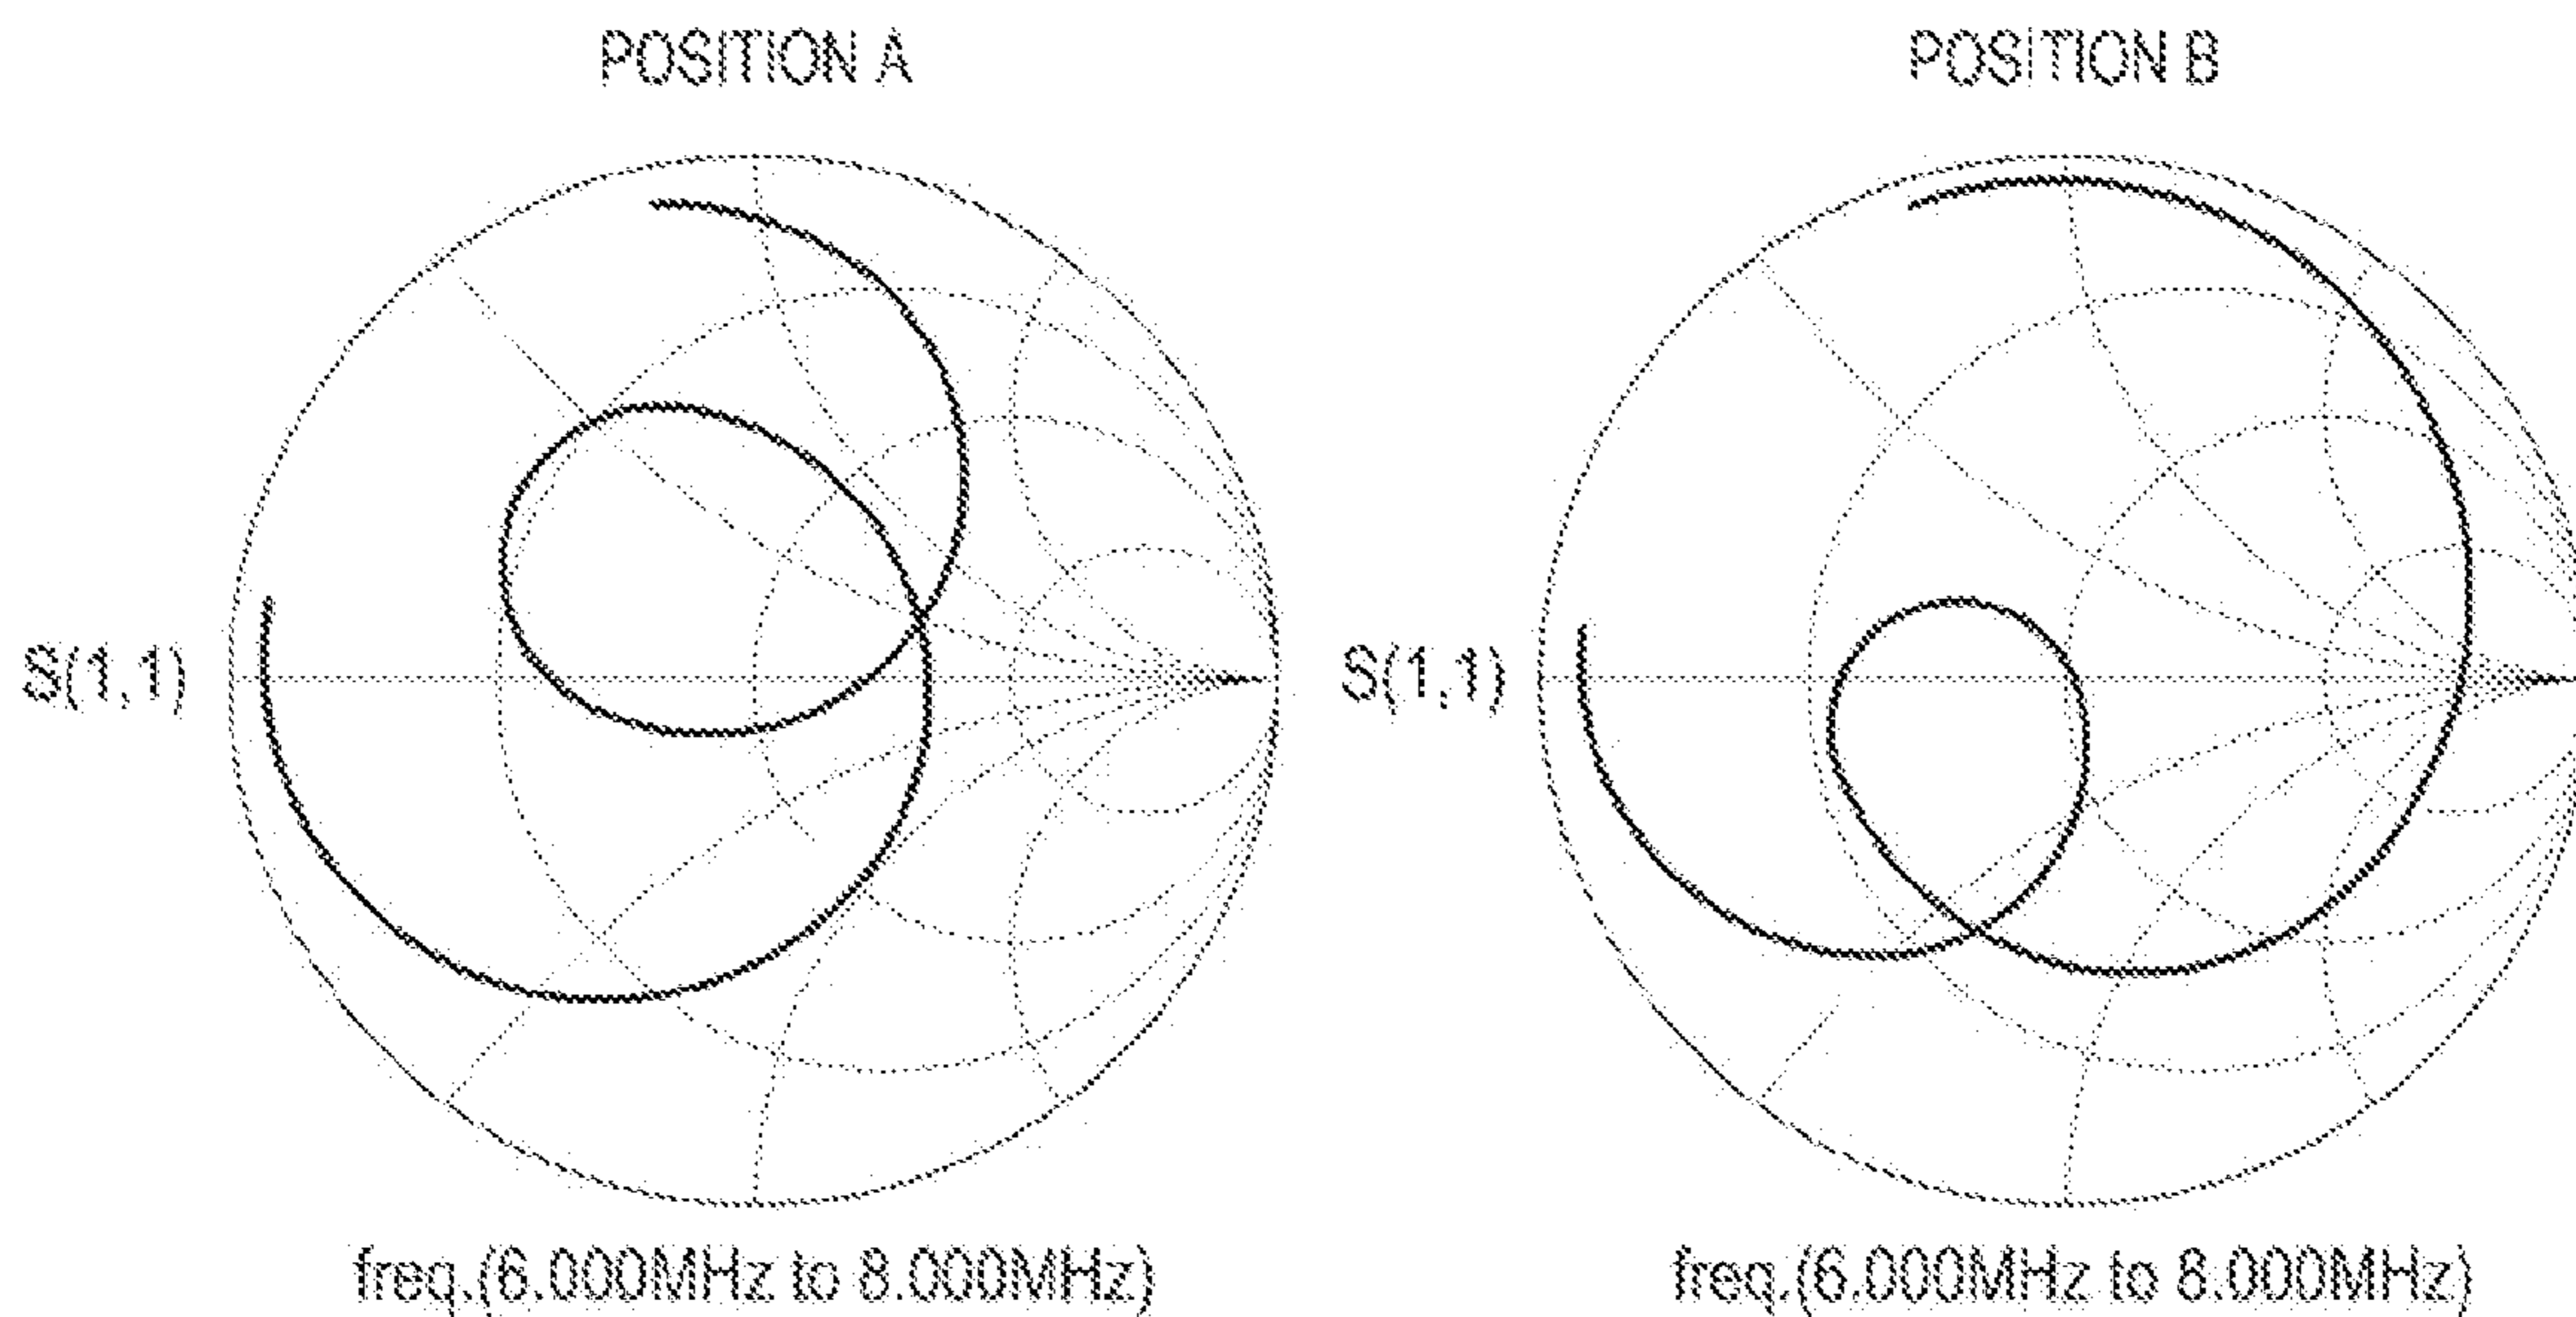 POSITION A
POSITION B
S(1,1)
S(1,1)
freq.(6.000MHz to 8.000MHz)
freq.(6.000MHz to 8.000MHz)